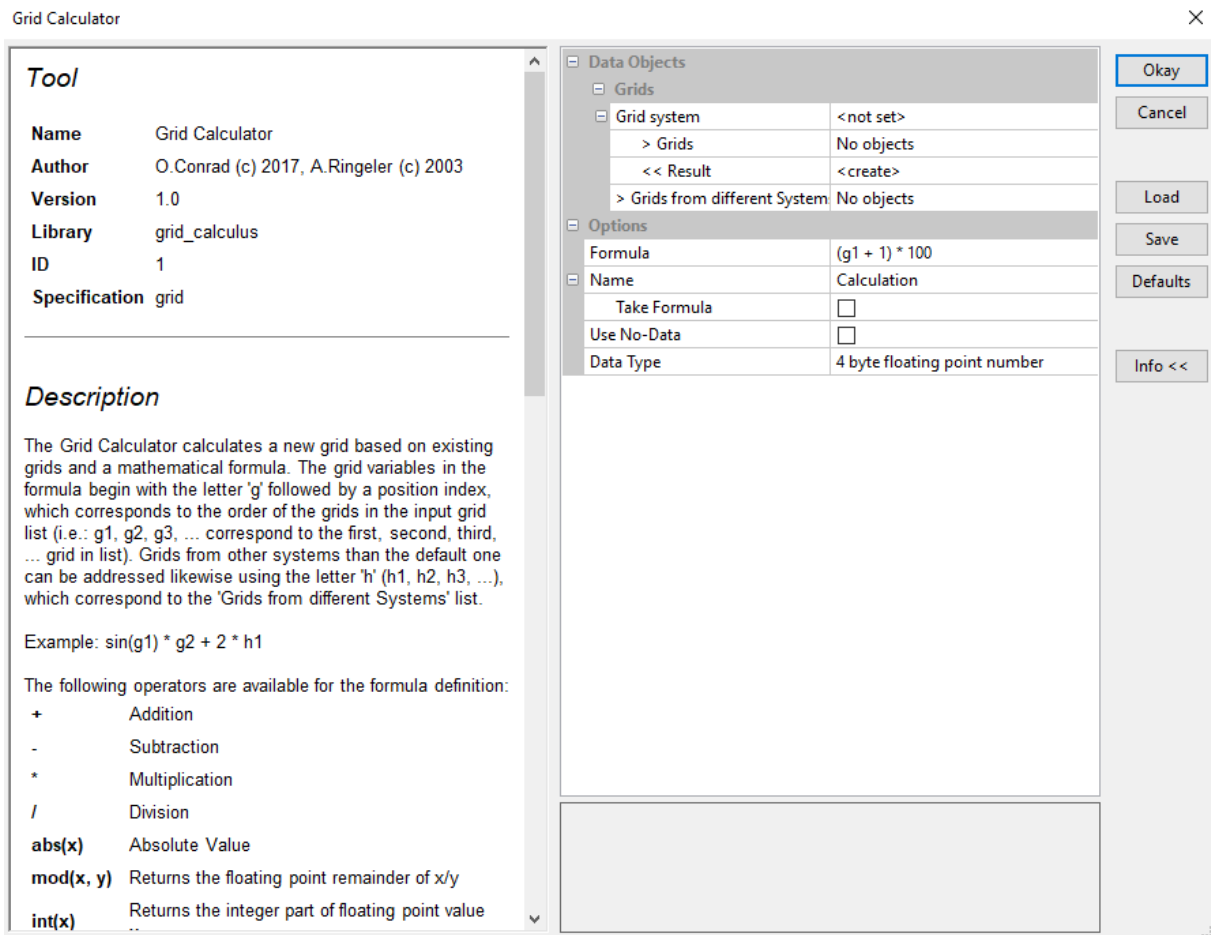 Grid Calculator
Tool
Name Grid Calculator
Author O.Conrad (c) 2017, A.Ringeler (c) 2003
Version 1.0
Library grid_calculus
ID 1
Specification grid
Description
The Grid Calculator calculates a new grid based on existing
grids and a mathematical formula. The grid variables in the
formula begin with the letter 'g' followed by a position index,
which corresponds to the order of the grids in the input grid
list (i.e.: g1, g2, g3, ... correspond to the first, second, third,
... grid in list). Grids from other systems than the default one
can be addressed likewise using the letter 'h' (h1, h2, h3, ...),
which correspond to the 'Grids from different Systems' list.
Example: sin(g1) * g2 + 2 * h1
The following operators are available for the formula definition:
+ Addition
- Subtraction
* Multiplication
/ Division
abs(x) Absolute Value
mod(x, y) Returns the floating point remainder of x/y
int(x) Returns the integer part of floating point value
Data Objects
Grids
Grid system <not set>
> Grids No objects
<< Result <create>
> Grids from different System No objects
Options
Formula (g1 + 1) * 100
Name Calculation
Take Formula
Use No-Data
Data Type 4 byte floating point number
Okay
Cancel
Load
Save
Defaults
Info <<